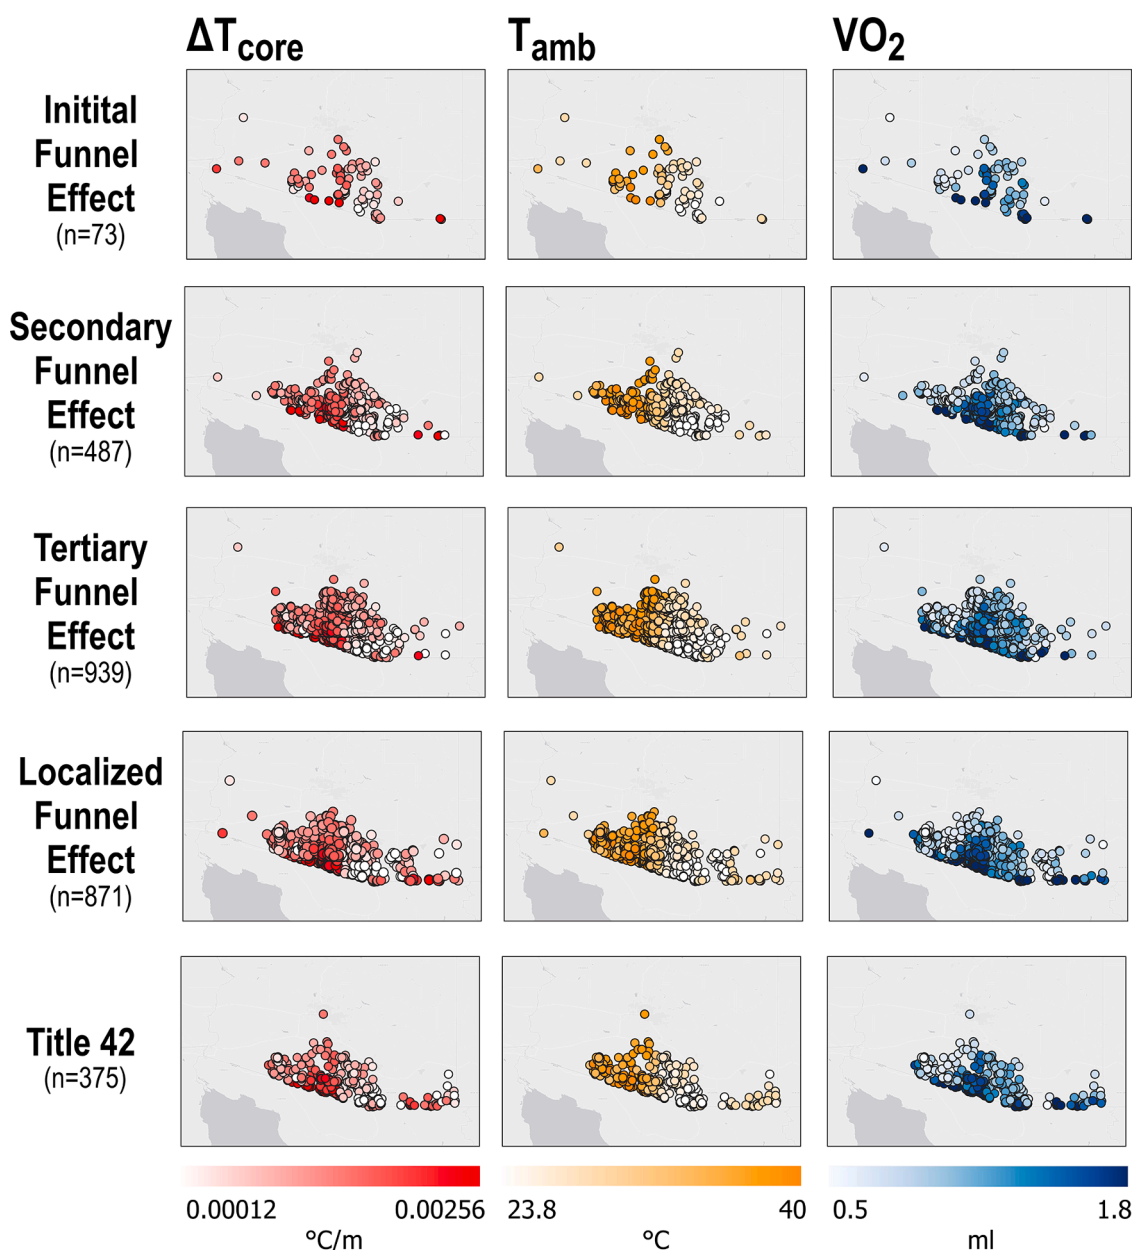 ΔTcore
Tamb
VO2
Initital
Funnel
Effect
(n=73)
Secondary
Funnel
Effect
(n=487)
Tertiary
Funnel
Effect
(n=939)
Localized
Funnel
Effect
(n=871)
Title 42
(n=375)
0.00012 0.00256
°C/m
23.8 40
°C
0.5 1.8
ml